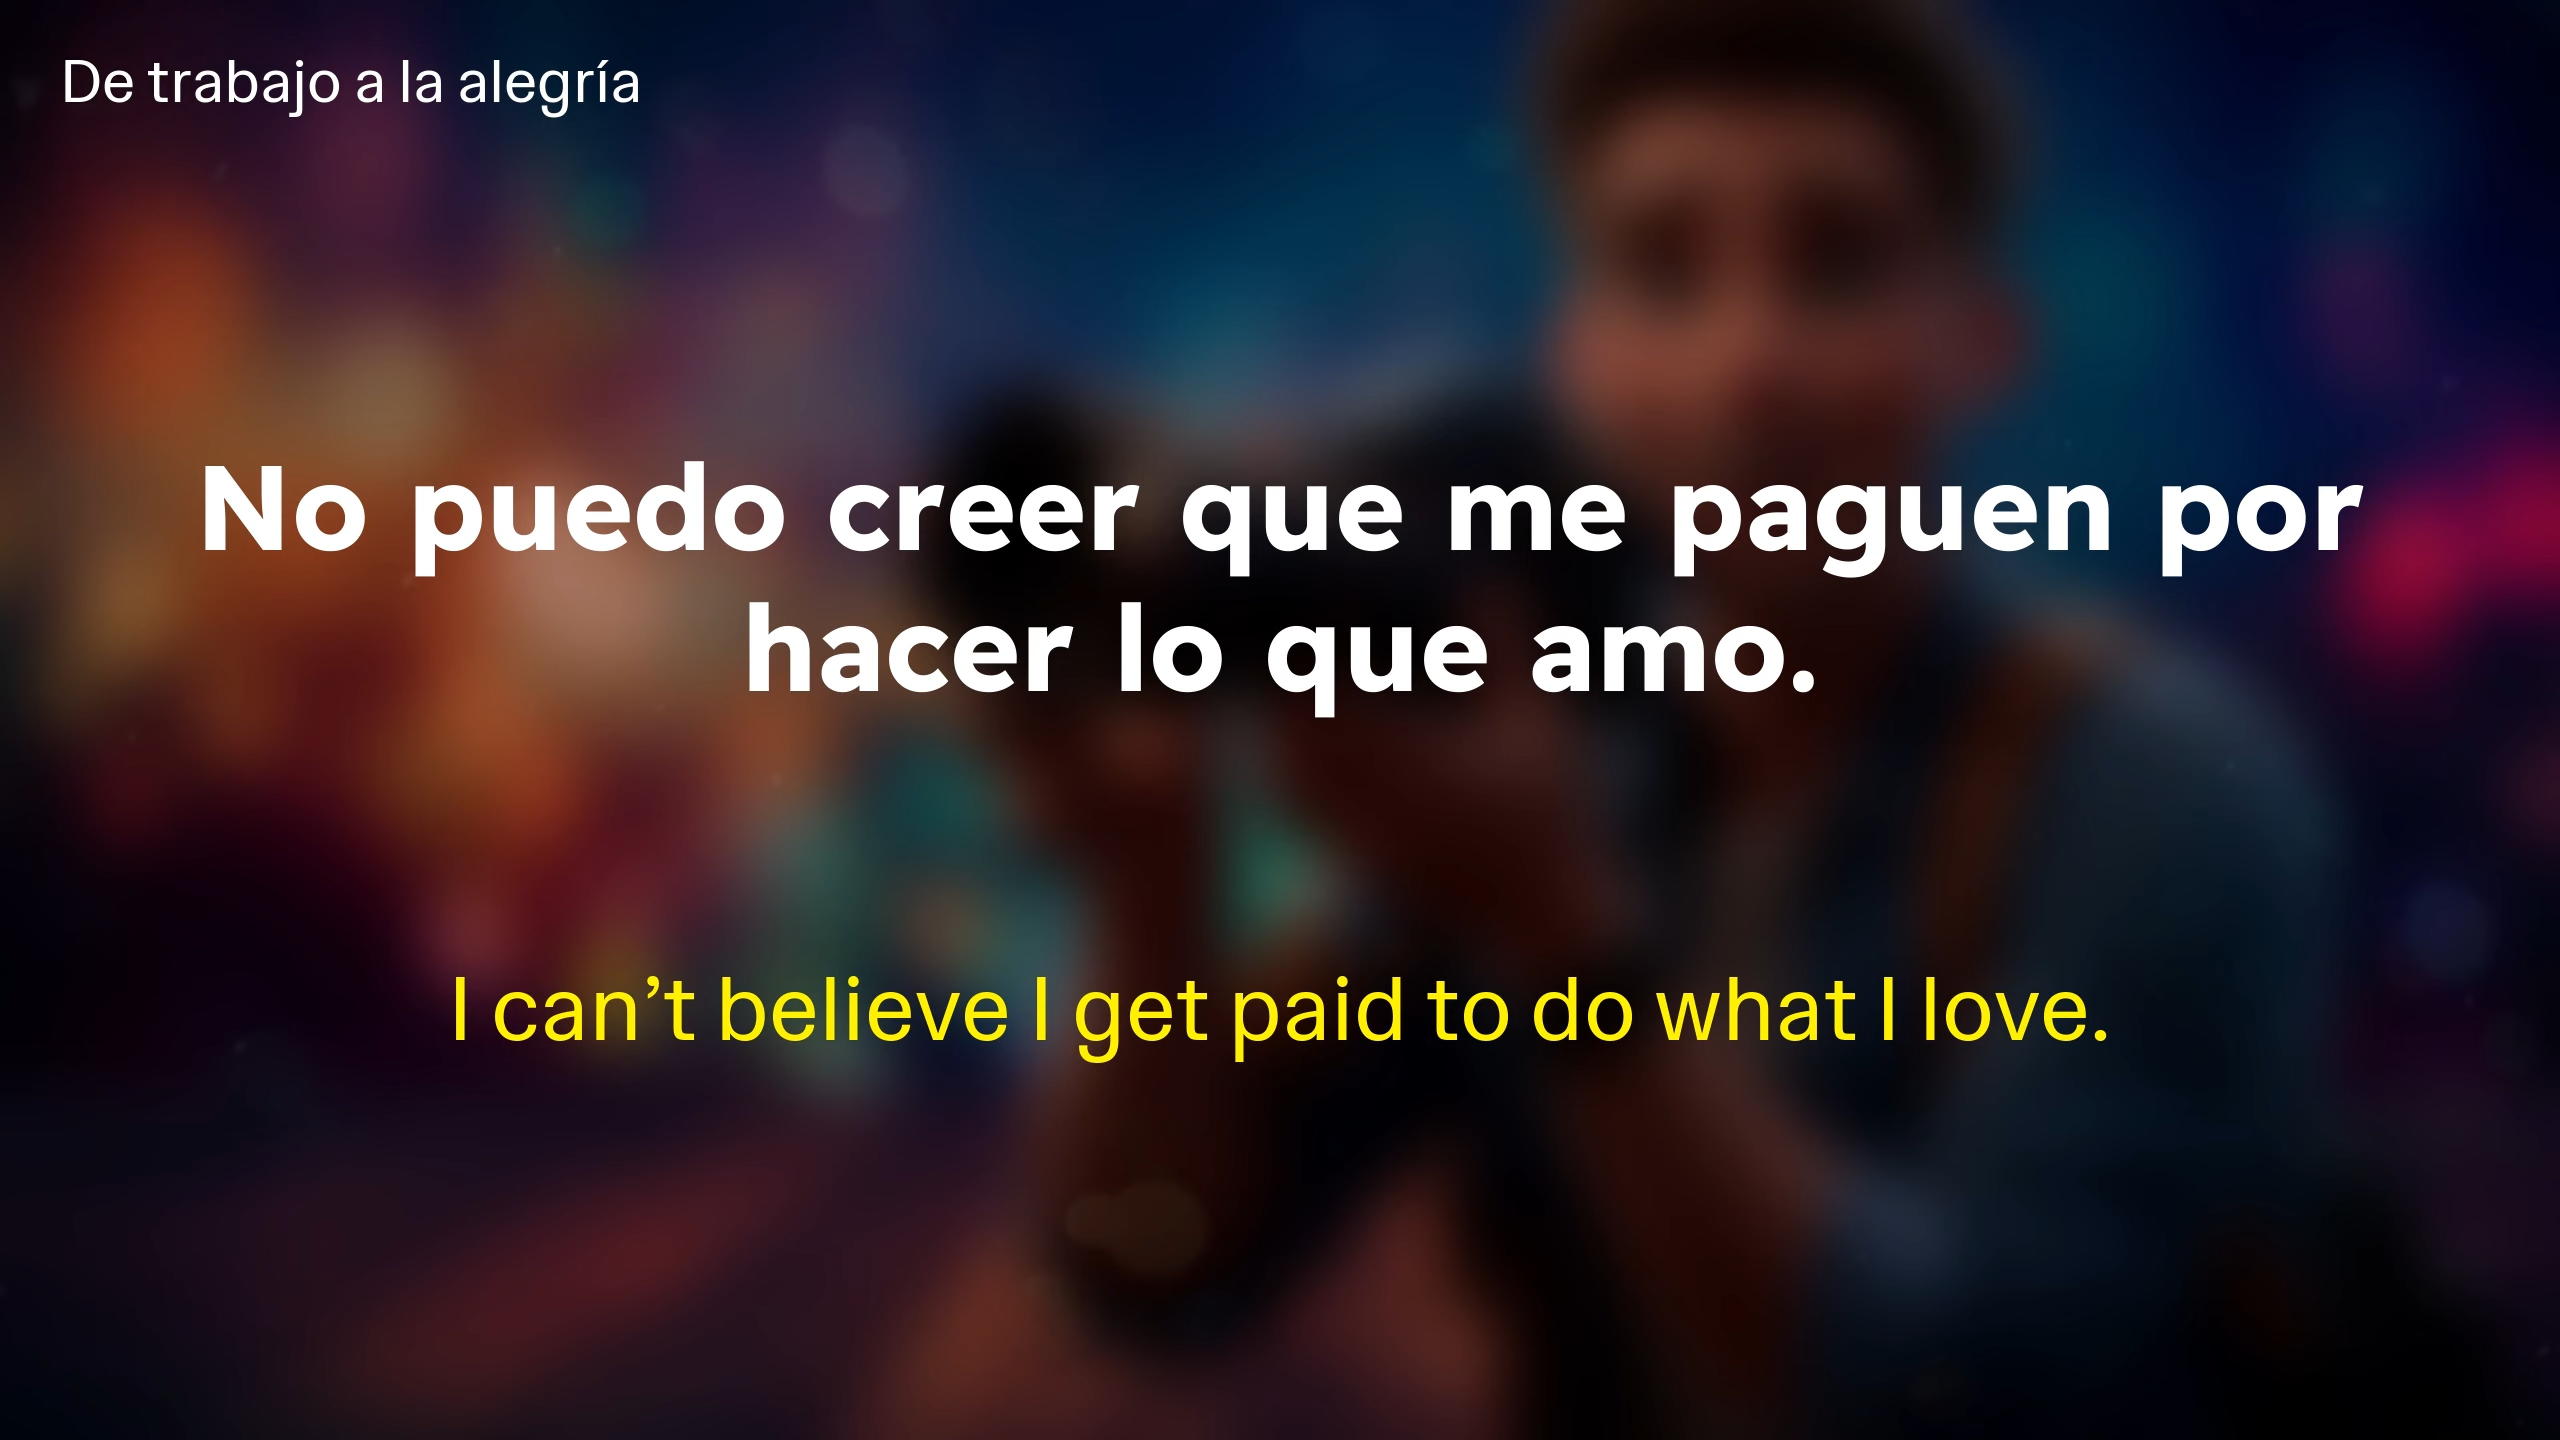 De trabajo a la alegría
No puedo creer que me paguen por
hacer lo que amo.
I can’t believe I get paid to do what I love.